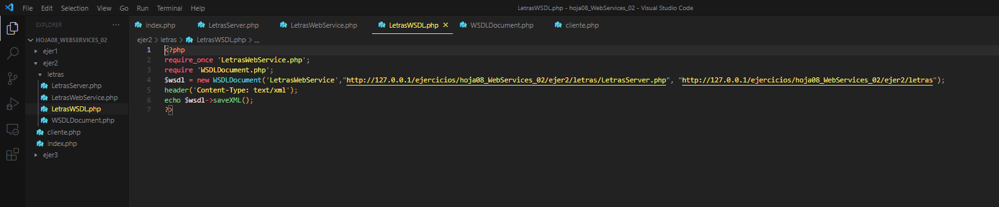 File Edit Selection View Go Run Terminal Help
LetrasWSDL.php - hoja08_WebServices_02 - Visual Studio Code
EXPLORER ...
HOJA08_WEBSERVICES_02
ejer1
ejer2
letras
LetrasServer.php
LetrasWebService.php
LetrasWSDL.php
WSDLDocument.php
cliente.php
index.php
ejer3
index.php LetrasServer.php LetrasWebService.php LetrasWSDL.php WSDLDocument.php cliente.php
ejer2 > letras > LetrasWSDL.php > ...
1 <?php
2 require_once 'LetrasWebService.php';
3 require 'WSDLDocument.php';
4 $wsdl = new WSDLDocument('LetrasWebService',"http://127.0.0.1/ejercicios/hoja08_WebServices_02/ejer2/letras/LetrasServer.php", "http://127.0.0.1/ejercicios/hoja08_WebServices_02/ejer2/letras");
5 header('Content-Type: text/xml');
6 echo $wsdl->saveXML();
7 ?>